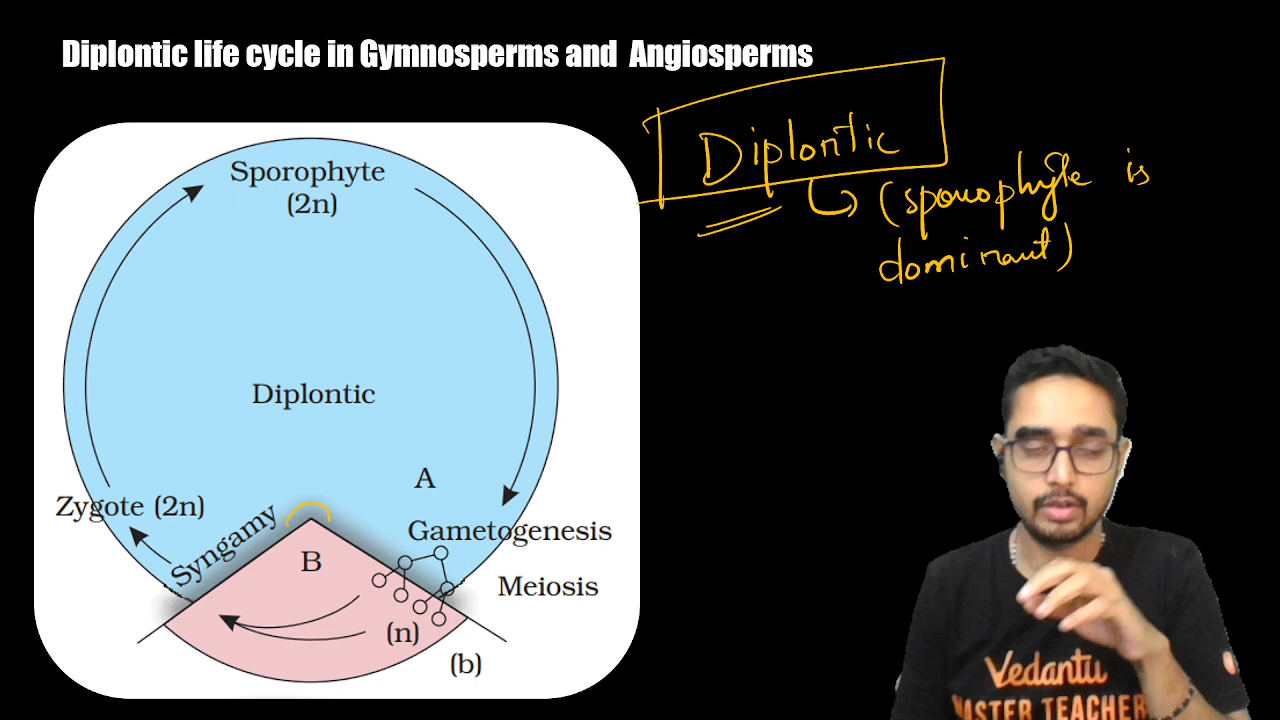 Diplontic life cycle in Gymnosperms and Angiosperms
Diplontic
(sporophyte is
dominant)
Sporophyte
(2n)
Diplontic
A
Zygote (2n)
Syngamy
Gametogenesis
B
Meiosis
(n)
(b)
Vedantu
MASTER TEACHER